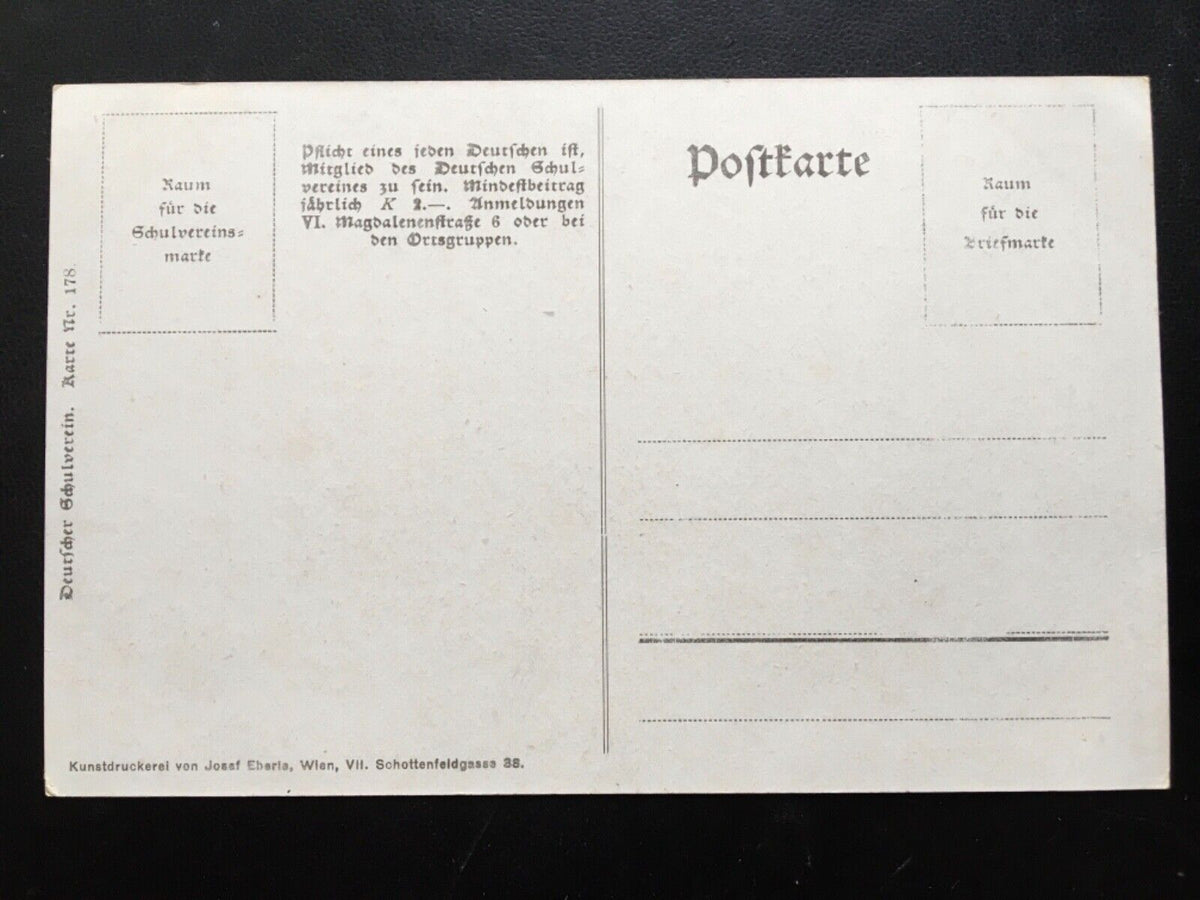 Raum
für die
Schulvereins=
marke
Pflicht eines jeden Deutschen ist,
Mitglied des Deutschen Schul=
vereines zu sein. Mindestbeitrag
jährlich K 2.—. Anmeldungen
VI. Magdalenenstraße 6 oder bei
den Ortsgruppen.
Postkarte
Raum
für die
Briefmarke
Deutscher Schulverein. Karte Nr. 178.
Kunstdruckerei von Josef Eberle, Wien, VII. Schottenfeldgasse 38.